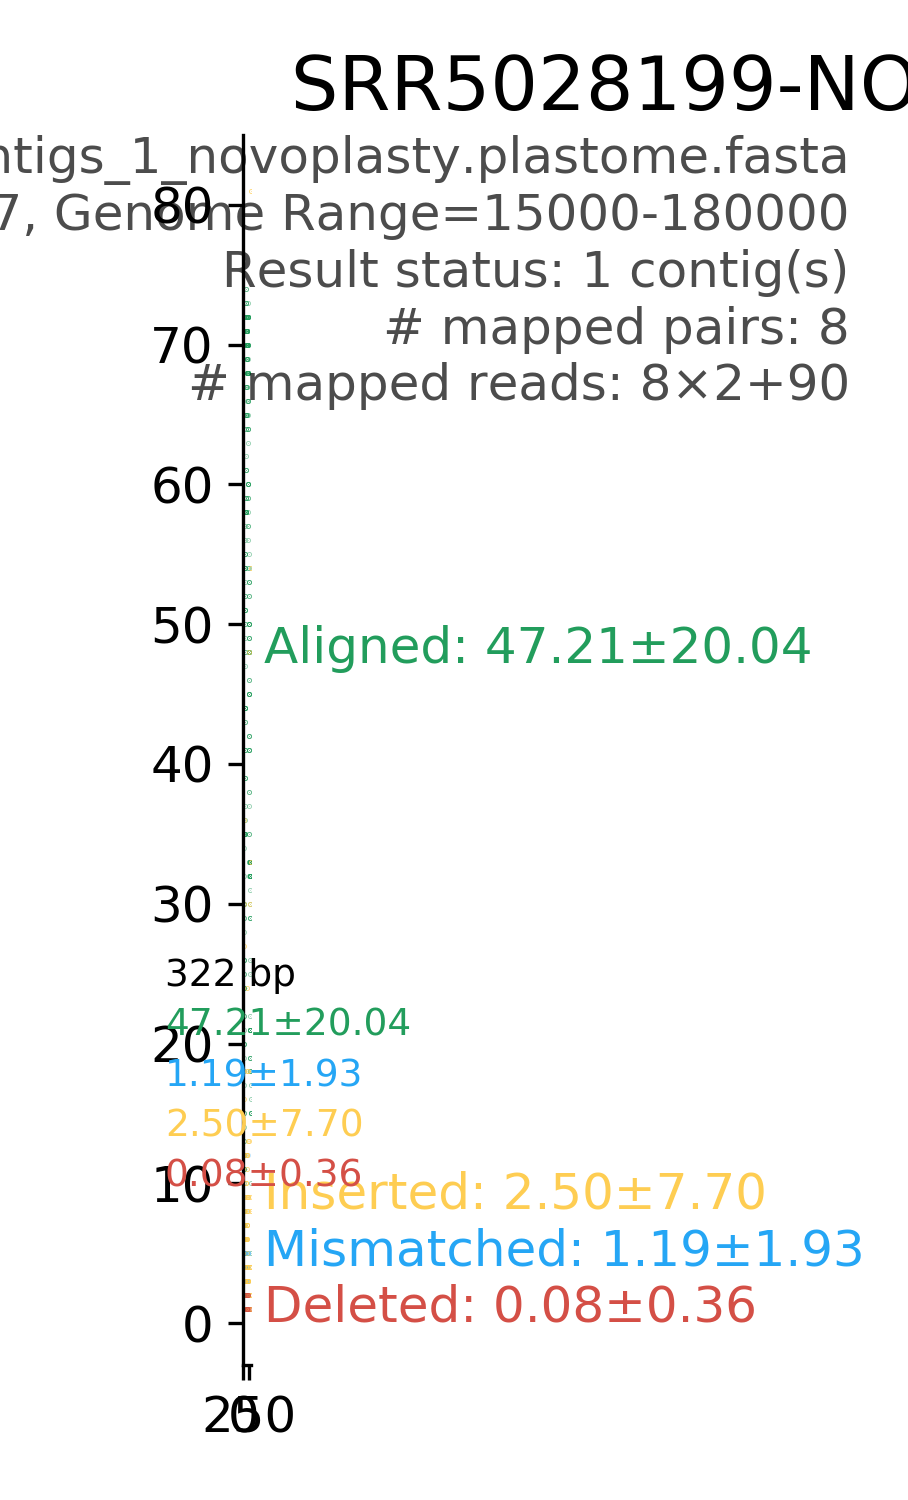 SRR5028199-NO
ntigs_1_novoplasty.plastome.fasta
7, Genome Range=15000-180000
Result status: 1 contig(s)
# mapped pairs: 8
# mapped reads: 8×2+90
80
70
60
50
Aligned: 47.21±20.04
40
30
322 bp
47.21±20.04
20
1.19±1.93
2.50±7.70
0.08±0.36
10
Inserted: 2.50±7.70
Mismatched: 1.19±1.93
Deleted: 0.08±0.36
0
0
250